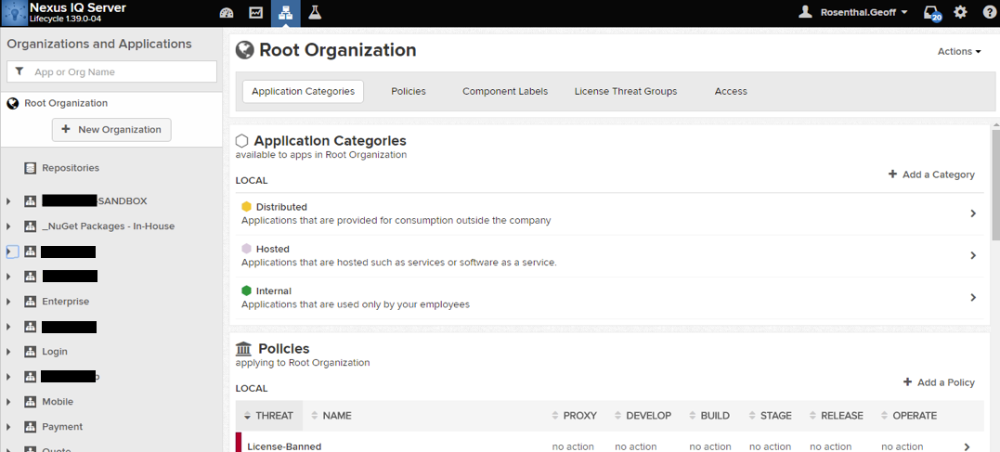 Nexus IQ Server
Lifecycle 1.39.0-04
Rosenthal.Geoff
20
Organizations and Applications
App or Org Name
Root Organization
+ New Organization
Repositories
-SANDBOX
_NuGet Packages - In-House
Enterprise
Login
Mobile
Payment
Quote
Root Organization
Actions
Application Categories Policies Component Labels License Threat Groups Access
Application Categories
available to apps in Root Organization
LOCAL
+ Add a Category
Distributed
Applications that are provided for consumption outside the company
Hosted
Applications that are hosted such as services or software as a service.
Internal
Applications that are used only by your employees
Policies
applying to Root Organization
LOCAL
+ Add a Policy
THREAT NAME PROXY DEVELOP BUILD STAGE RELEASE OPERATE
License-Banned no action no action no action no action no action no action